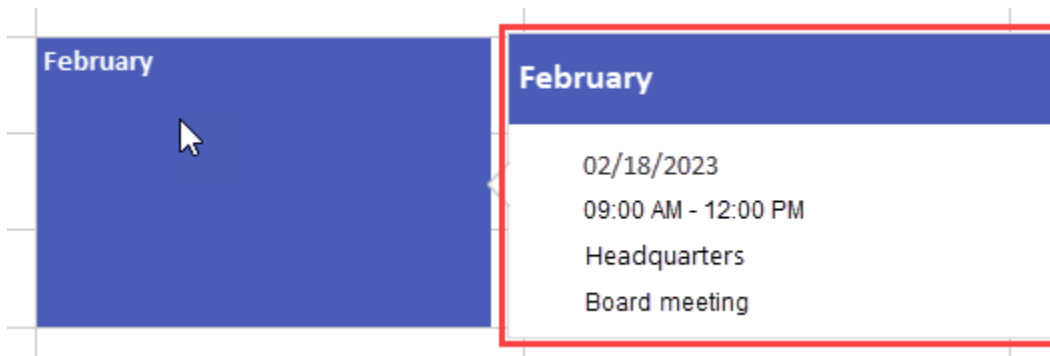 February
February
02/18/2023
09:00 AM - 12:00 PM
Headquarters
Board meeting